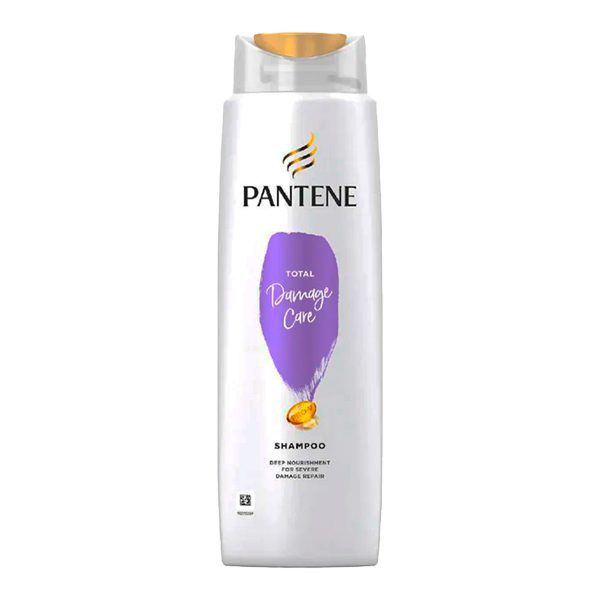 PANTENE
TOTAL
Damage
Care
SHAMPOO
DEEP NOURISHMENT
FOR SEVERE
DAMAGE REPAIR